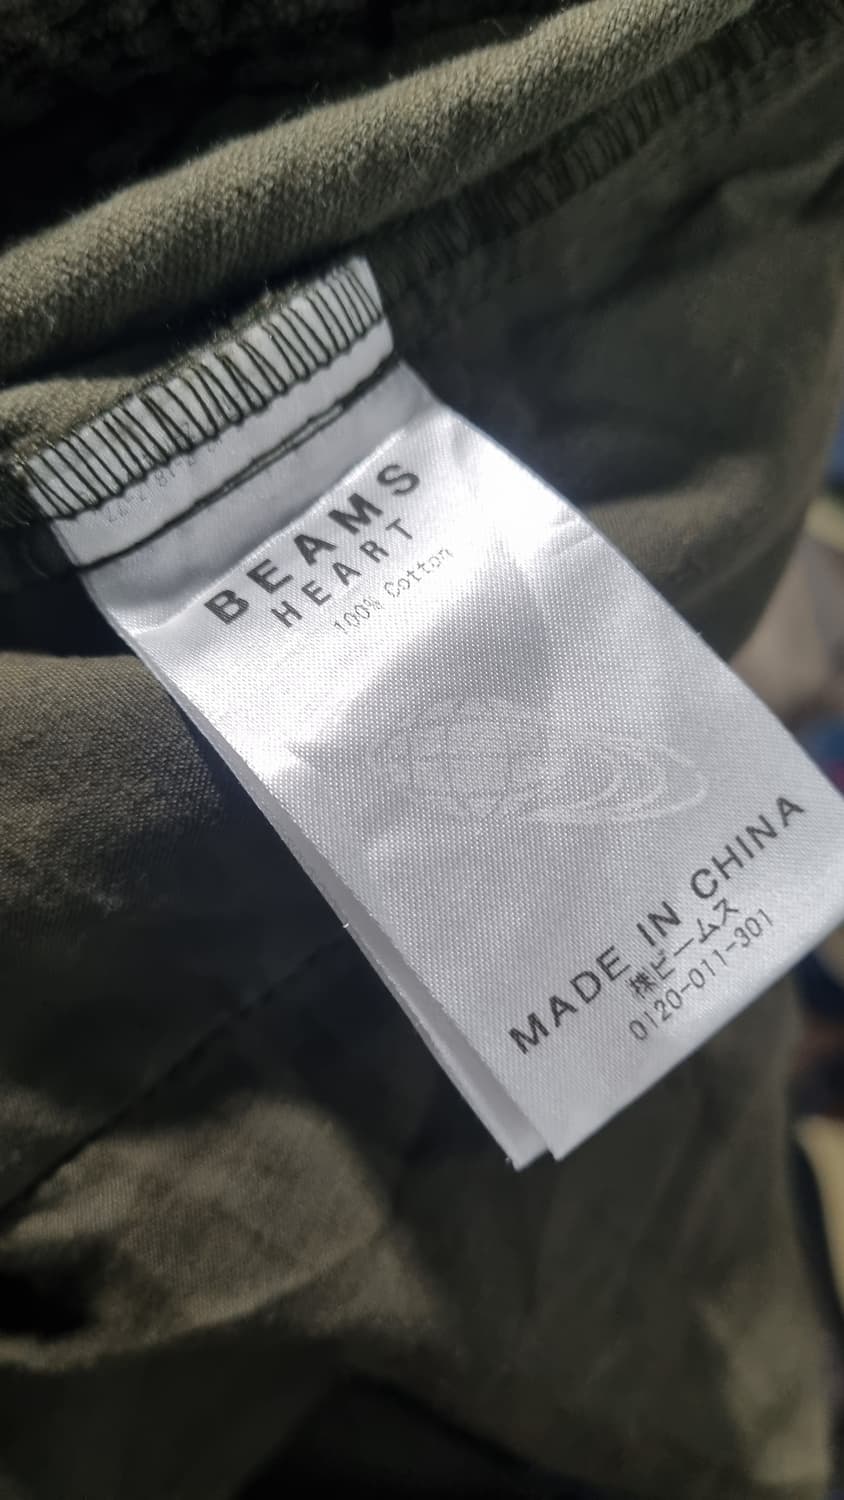 BEAMS
HEART
100% Cotton
MADE IN CHINA
㈱ビームス
0120-011-301